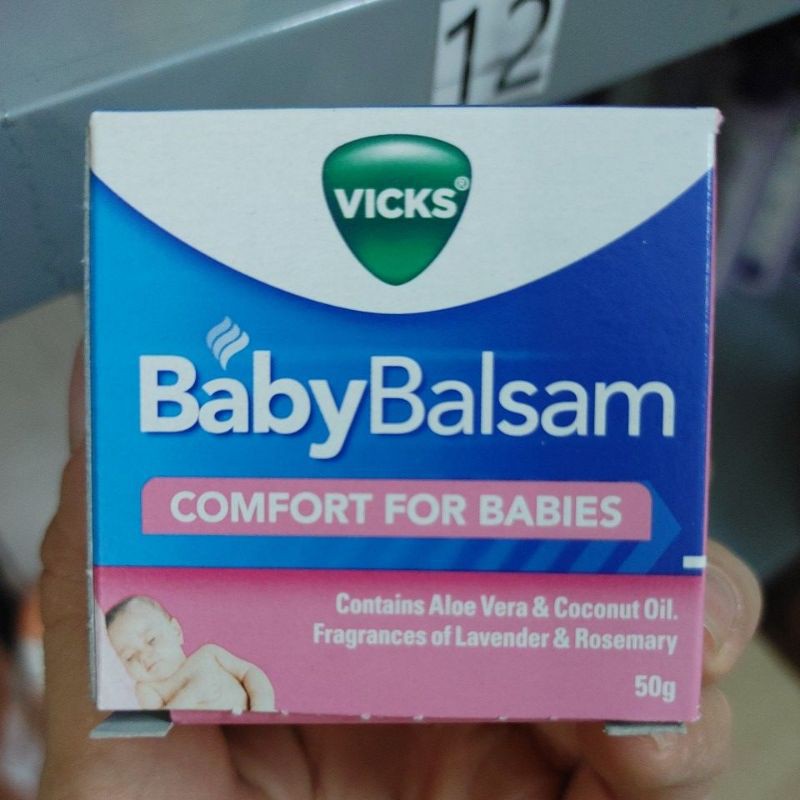 12
VICKS®
BabyBalsam
COMFORT FOR BABIES
Contains Aloe Vera & Coconut Oil.
Fragrances of Lavender & Rosemary
50g